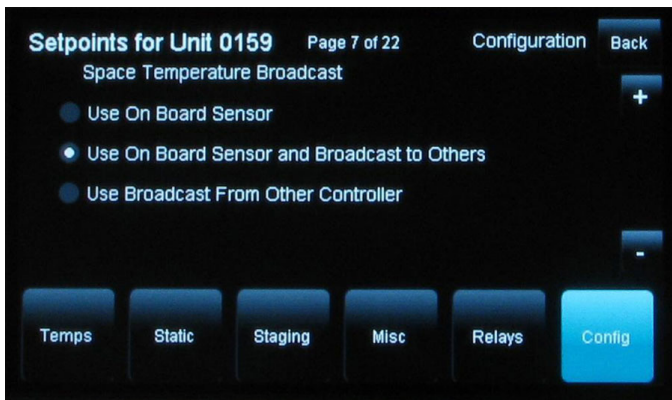 Setpoints for Unit 0159 Page 7 of 22 Configuration Back
Space Temperature Broadcast
+
Use On Board Sensor
Use On Board Sensor and Broadcast to Others
Use Broadcast From Other Controller
-
Temps Static Staging Misc Relays Config